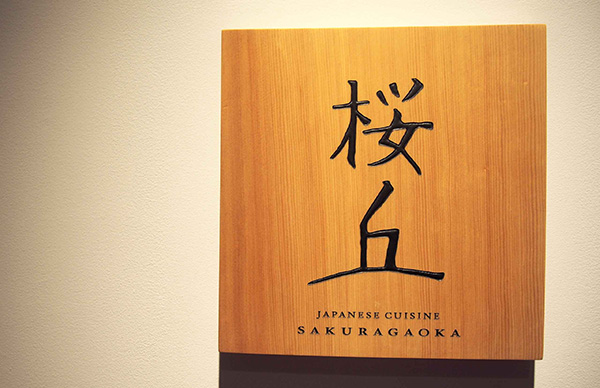 桜
丘
JAPANESE CUISINE
SAKURAGAOKA